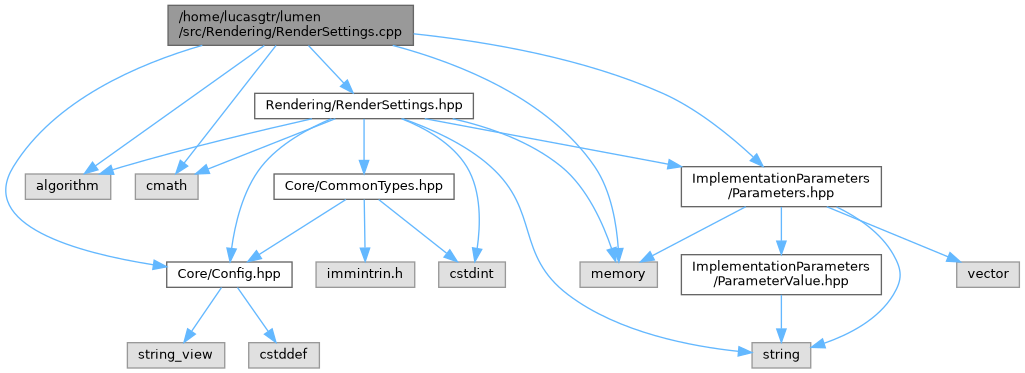 /home/lucasgtr/lumen
/src/Rendering/RenderSettings.cpp
Rendering/RenderSettings.hpp
algorithm
cmath
Core/CommonTypes.hpp
ImplementationParameters
/Parameters.hpp
Core/Config.hpp
immintrin.h
cstdint
memory
ImplementationParameters
/ParameterValue.hpp
vector
string_view
cstddef
string